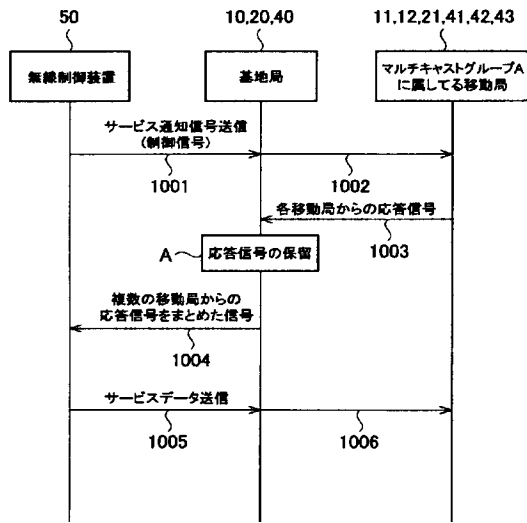 50
10,20,40
11,12,21,41,42,43
無線制御装置
基地局
マルチキャストグループA
に属してる移動局
サービス通知信号送信
(制御信号)
1001
1002
各移動局からの応答信号
1003
A
応答信号の保留
複数の移動局からの
応答信号をまとめた信号
1004
サービスデータ送信
1005
1006